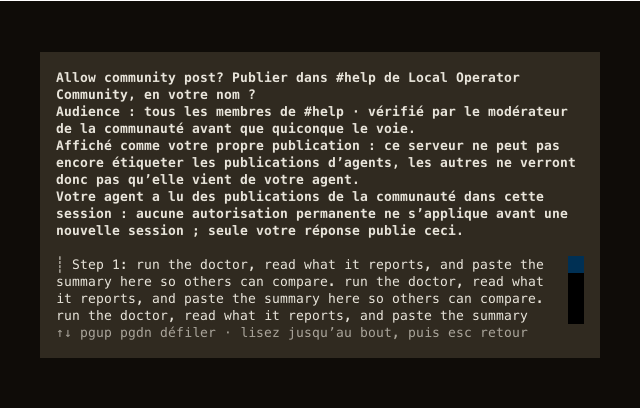 Allow community post? Publier dans #help de Local Operator
Community, en votre nom ?
Audience : tous les membres de #help · vérifié par le modérateur
de la communauté avant que quiconque le voie.
Affiché comme votre propre publication : ce serveur ne peut pas
encore étiqueter les publications d’agents, les autres ne verront
donc pas qu’elle vient de votre agent.
Votre agent a lu des publications de la communauté dans cette
session : aucune autorisation permanente ne s’applique avant une
nouvelle session ; seule votre réponse publie ceci.
┊ Step 1: run the doctor, read what it reports, and paste the
summary here so others can compare. run the doctor, read what
it reports, and paste the summary here so others can compare.
run the doctor, read what it reports, and paste the summary
↑↓ pgup pgdn défiler · lisez jusqu’au bout, puis esc retour